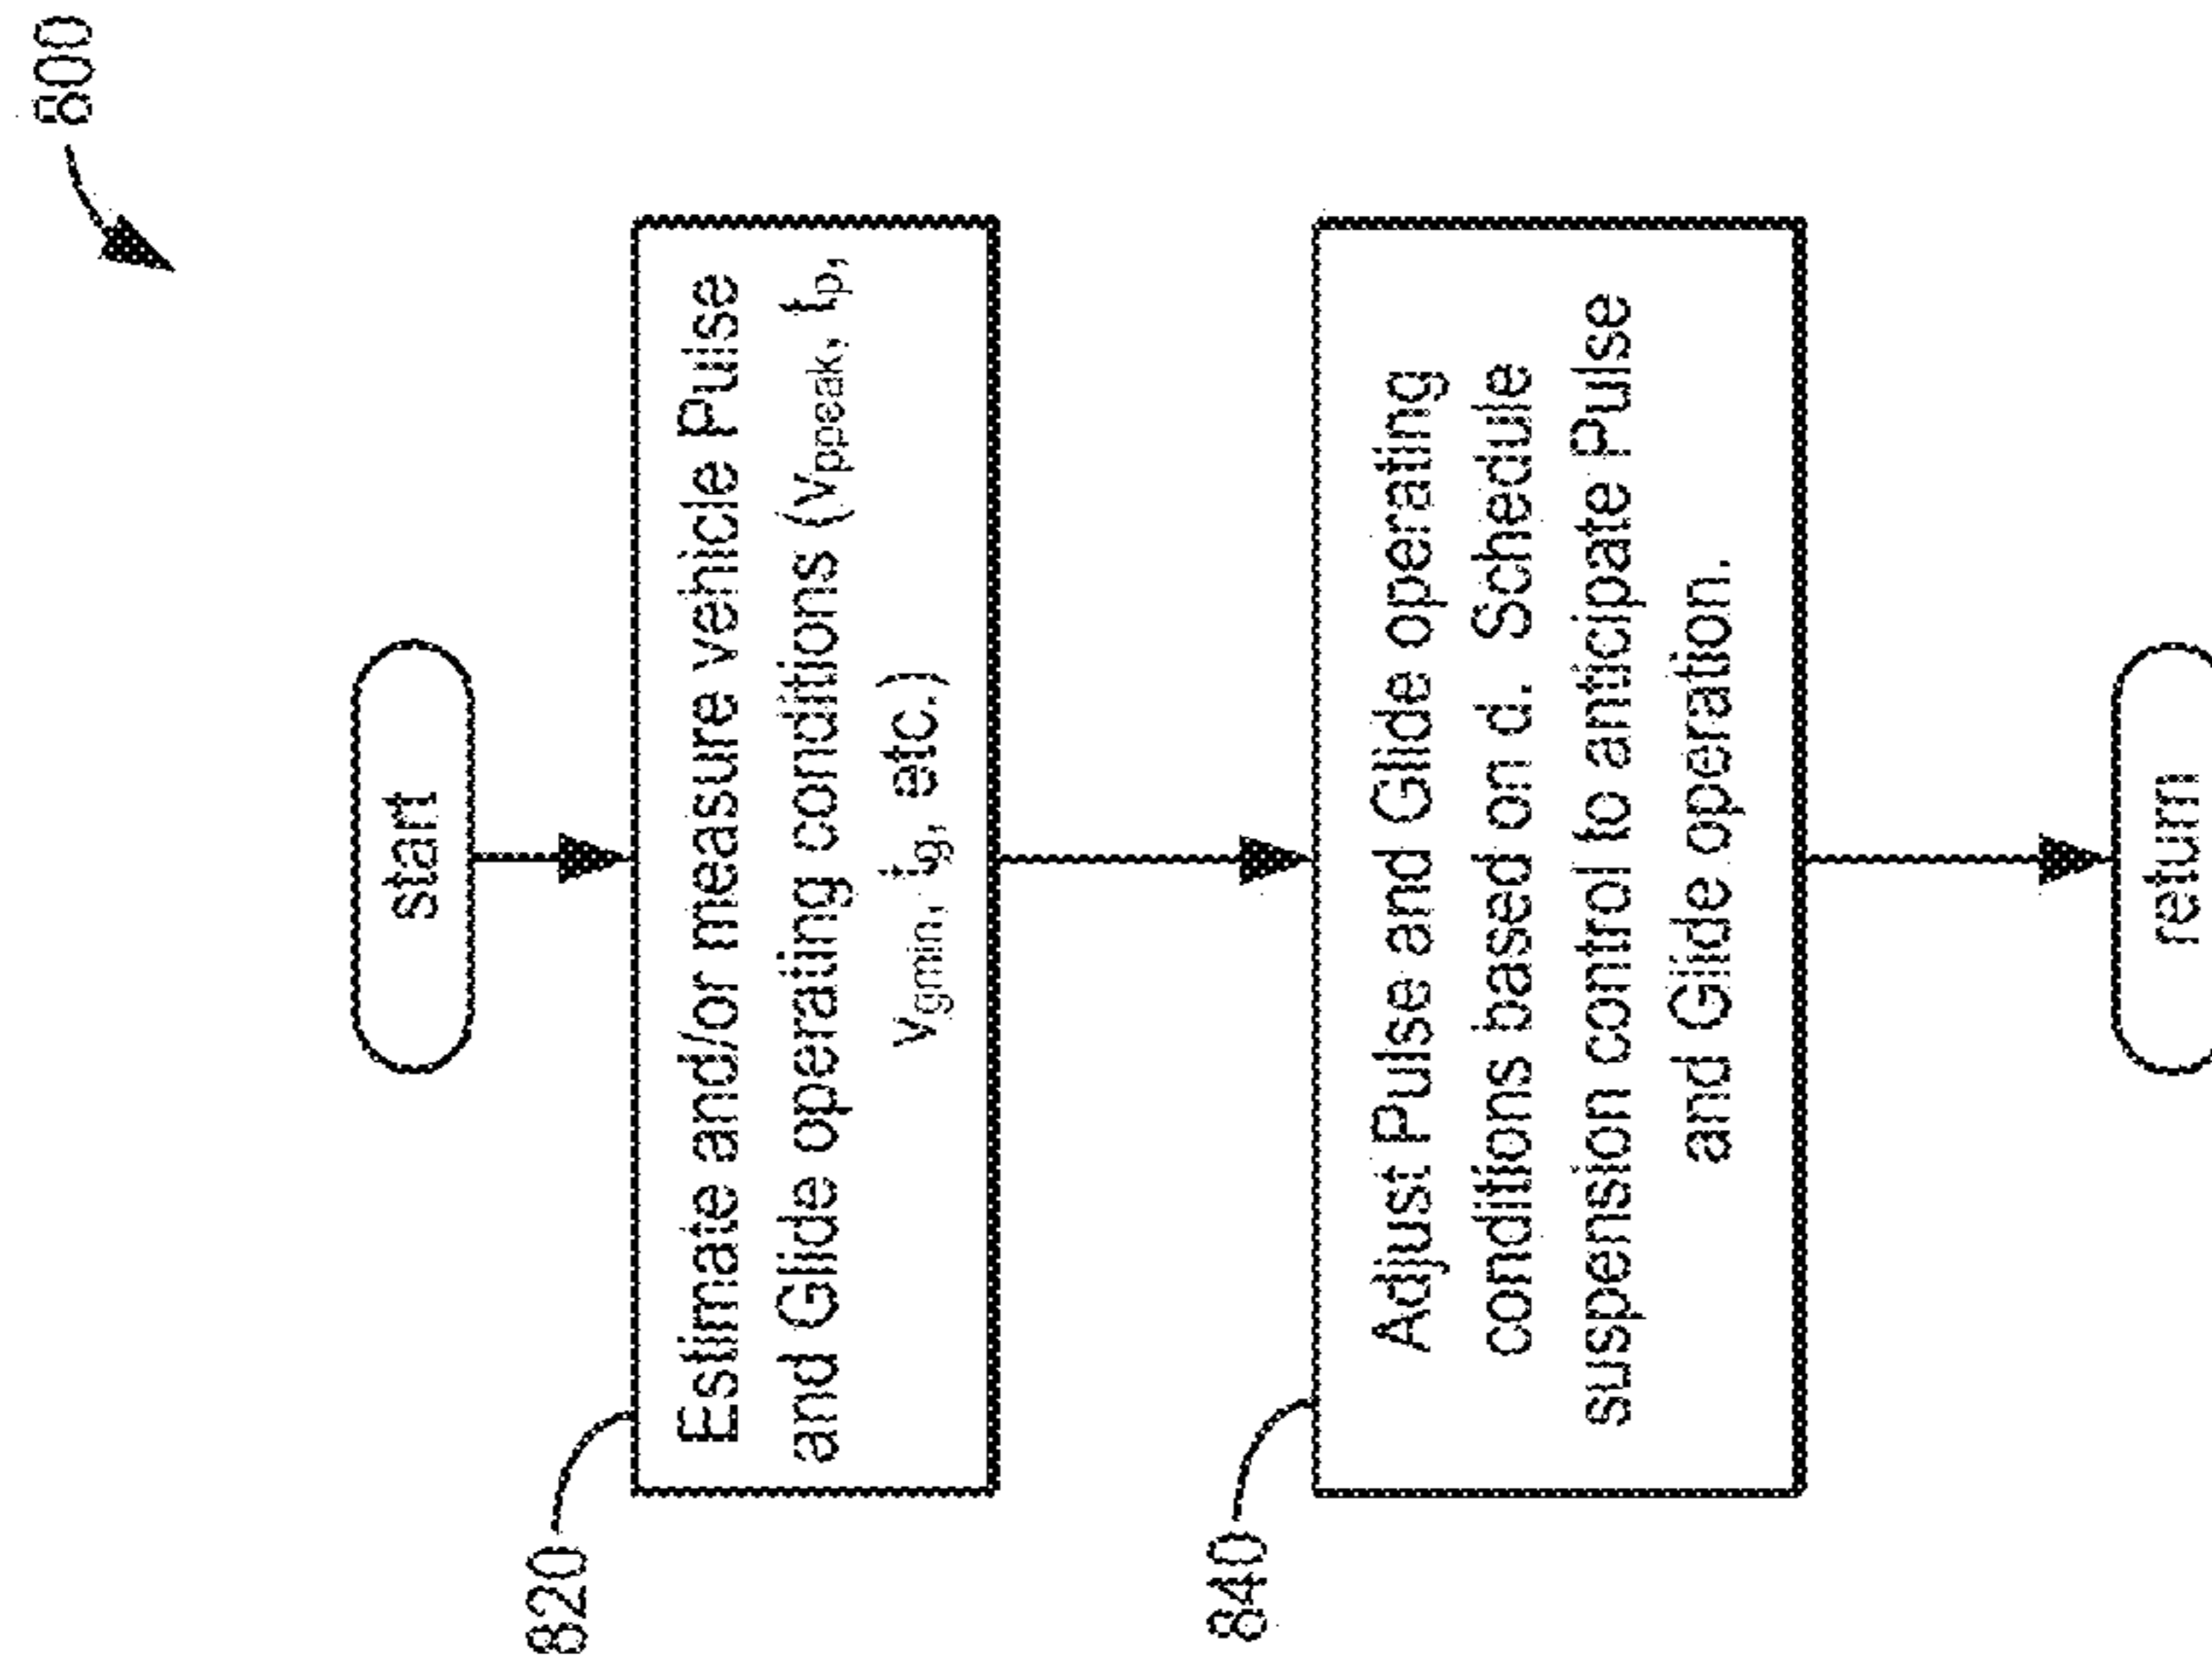 800
start
820
Estimate and/or measure vehicle Pulse
and Glide operating conditions (vppeak, tp,
vgmin, tg, etc.)
840
Adjust Pulse and Glide operating
conditions based on d. Schedule
suspension control to anticipate Pulse
and Glide operation.
return